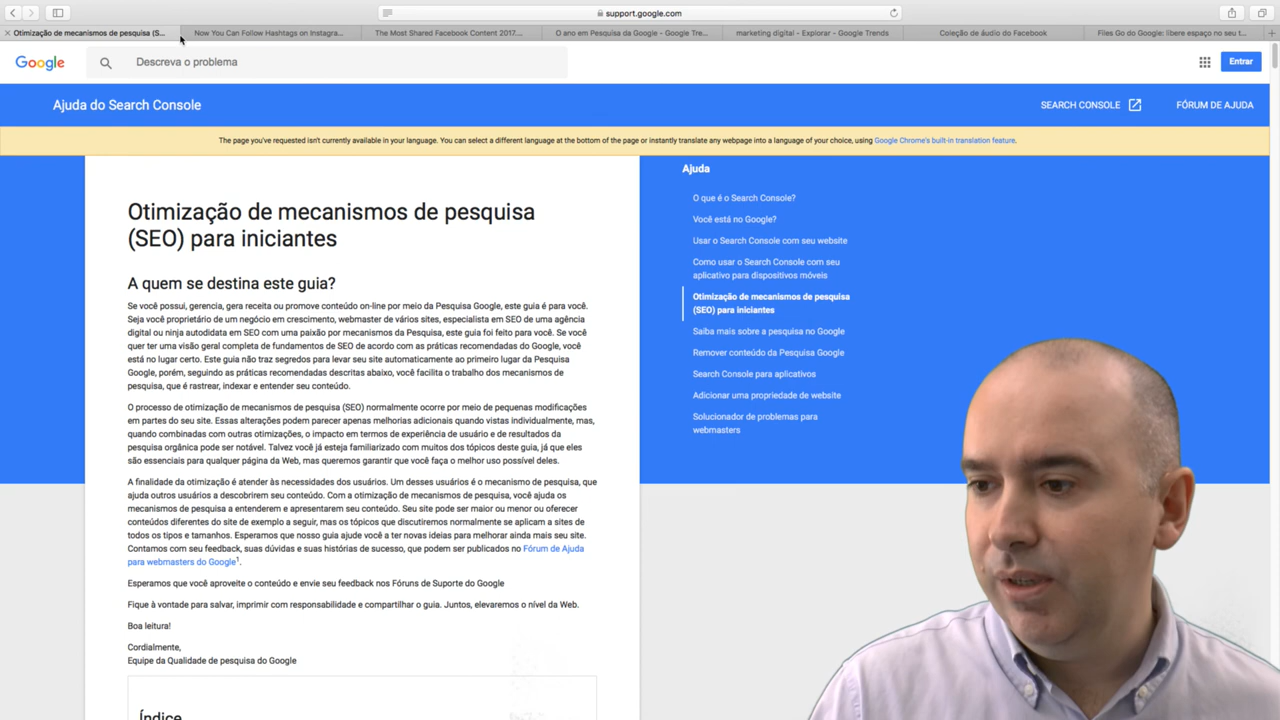 support.google.com
Otimização de mecanismos de pesquisa (S...
Now You Can Follow Hashtags on Instagra...
The Most Shared Facebook Content 2017...
O ano em Pesquisa da Google - Google Tre...
marketing digital - Explorar - Google Trends
Coleção de áudio do Facebook
Files Go do Google: libere espaço no seu t...
Google
Descreva o problema
Entrar
Ajuda do Search Console
SEARCH CONSOLE
FÓRUM DE AJUDA
The page you've requested isn't currently available in your language. You can select a different language at the bottom of the page or instantly translate any webpage into a language of your choice, using Google Chrome's built-in translation feature.
Otimização de mecanismos de pesquisa
(SEO) para iniciantes
A quem se destina este guia?
Se você possui, gerencia, gera receita ou promove conteúdo on-line por meio da Pesquisa Google, este guia é para você.
Seja você proprietário de um negócio em crescimento, webmaster de vários sites, especialista em SEO de uma agência
digital ou ninja autodidata em SEO com uma paixão por mecanismos da Pesquisa, este guia foi feito para você. Se você
quer ter uma visão geral completa de fundamentos de SEO de acordo com as práticas recomendadas do Google, você
está no lugar certo. Este guia não traz segredos para levar seu site automaticamente ao primeiro lugar da Pesquisa
Google, porém, seguindo as práticas recomendadas descritas abaixo, você facilita o trabalho dos mecanismos de
pesquisa, que é rastrear, indexar e entender seu conteúdo.
O processo de otimização de mecanismos de pesquisa (SEO) normalmente ocorre por meio de pequenas modificações
em partes do seu site. Essas alterações podem parecer apenas melhorias adicionais quando vistas individualmente, mas,
quando combinadas com outras otimizações, o impacto em termos de experiência de usuário e de resultados da
pesquisa orgânica pode ser notável. Talvez você já esteja familiarizado com muitos dos tópicos deste guia, já que eles
são essenciais para qualquer página da Web, mas queremos garantir que você faça o melhor uso possível deles.
A finalidade da otimização é atender às necessidades dos usuários. Um desses usuários é o mecanismo de pesquisa, que
ajuda outros usuários a descobrirem seu conteúdo. Com a otimização de mecanismos de pesquisa, você ajuda os
mecanismos de pesquisa a entenderem e apresentarem seu conteúdo. Seu site pode ser maior ou menor ou oferecer
conteúdos diferentes do site de exemplo a seguir, mas os tópicos que discutiremos normalmente se aplicam a sites de
todos os tipos e tamanhos. Esperamos que nosso guia ajude você a ter novas ideias para melhorar ainda mais seu site.
Contamos com seu feedback, suas dúvidas e suas histórias de sucesso, que podem ser publicados no Fórum de Ajuda
para webmasters do Google1.
Esperamos que você aproveite o conteúdo e envie seu feedback nos Fóruns de Suporte do Google
Fique à vontade para salvar, imprimir com responsabilidade e compartilhar o guia. Juntos, elevaremos o nível da Web.
Boa leitura!
Cordialmente,
Equipe da Qualidade de pesquisa do Google
Índice
Ajuda
O que é o Search Console?
Você está no Google?
Usar o Search Console com seu website
Como usar o Search Console com seu
aplicativo para dispositivos móveis
Otimização de mecanismos de pesquisa
(SEO) para iniciantes
Saiba mais sobre a pesquisa no Google
Remover conteúdo da Pesquisa Google
Search Console para aplicativos
Adicionar uma propriedade de website
Solucionador de problemas para
webmasters